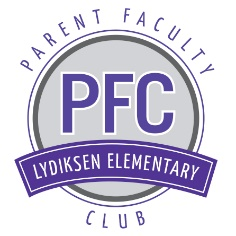 PARENT FACULTY
PFC
LYDIKSEN ELEMENTARY
CLUB